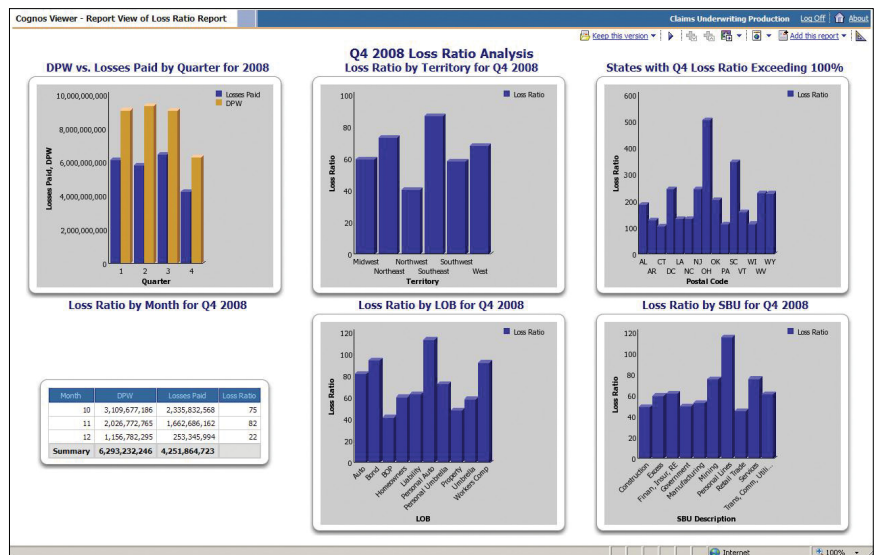 Cognos Viewer - Report View of Loss Ratio Report
Claims Underwriting Production Log Off About
Keep this version Add this report
Q4 2008 Loss Ratio Analysis
DPW vs. Losses Paid by Quarter for 2008
Losses Paid
DPW
10,000,000,000
8,000,000,000
6,000,000,000
4,000,000,000
2,000,000,000
0
Losses Paid, DPW
1 2 3 4
Quarter
Loss Ratio by Territory for Q4 2008
Loss Ratio
100
80
60
40
20
0
Loss Ratio
Midwest Northwest Southwest
Northeast Southeast West
Territory
States with Q4 Loss Ratio Exceeding 100%
Loss Ratio
600
500
400
300
200
100
0
Loss Ratio
AL CT LA NJ OK SC WI WY
AR DC NC OH PA VT WV
Postal Code
Loss Ratio by Month for Q4 2008
Month DPW Losses Paid Loss Ratio
10 3,109,677,186 2,335,832,568 75
11 2,026,772,765 1,662,686,162 82
12 1,156,782,295 253,345,994 22
Summary 6,293,232,246 4,251,864,723
Loss Ratio by LOB for Q4 2008
Loss Ratio
120
100
80
60
40
20
0
Loss Ratio
Auto
Bond
BOP
Homeowners
Liability
Personal Auto
Personal Umbrella
Property
Umbrella
Workers Comp
LOB
Loss Ratio by SBU for Q4 2008
Loss Ratio
120
100
80
60
40
20
0
Loss Ratio
Construction
Excess
Finan, Insur, RE
Government
Manufacturing
Mining
Personal Lines
Retail Trade
Services
Trans, Comm, Utili...
SBU Description
Internet 100%